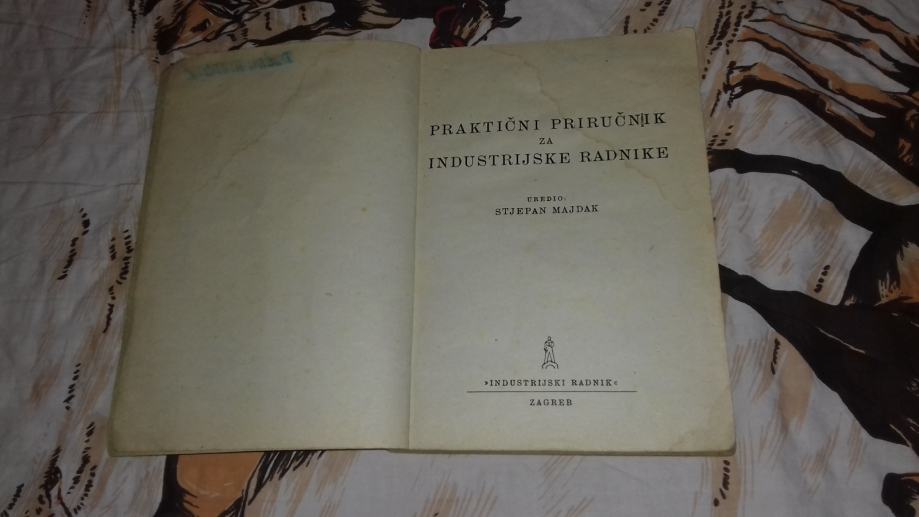 PRAKTIČNI PRIRUČNIK
ZA
INDUSTRIJSKE RADNIKE
UREDIO:
STJEPAN MAJDAK
»INDUSTRIJSKI RADNIK«
ZAGREB